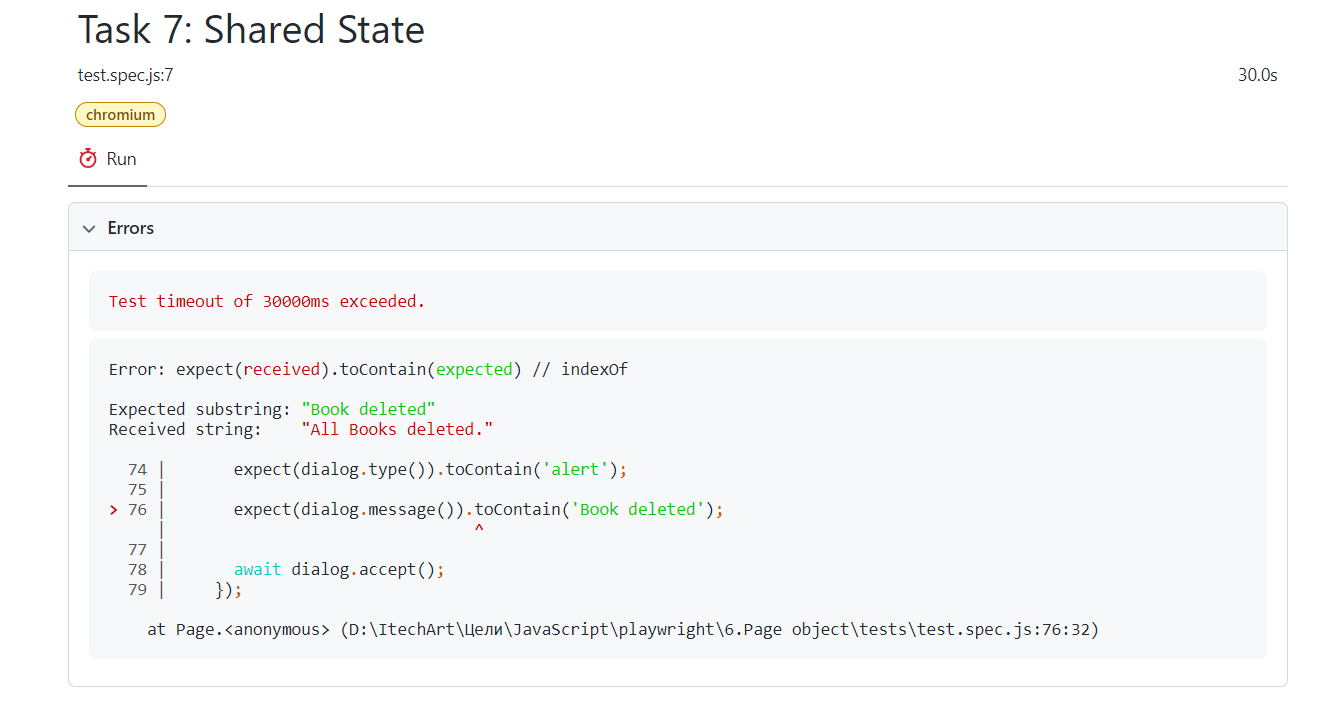 Task 7: Shared State
test.spec.js:7 30.0s
chromium
Run
Errors
Test timeout of 30000ms exceeded.
Error: expect(received).toContain(expected) // indexOf
Expected substring: "Book deleted"
Received string:    "All Books deleted."
74 |       expect(dialog.type()).toContain('alert');
75 |
> 76 |       expect(dialog.message()).toContain('Book deleted');
|                                ^
77 |
78 |       await dialog.accept();
79 |     });
at Page.<anonymous> (D:\ItechArt\Цели\JavaScript\playwright\6.Page object\tests\test.spec.js:76:32)